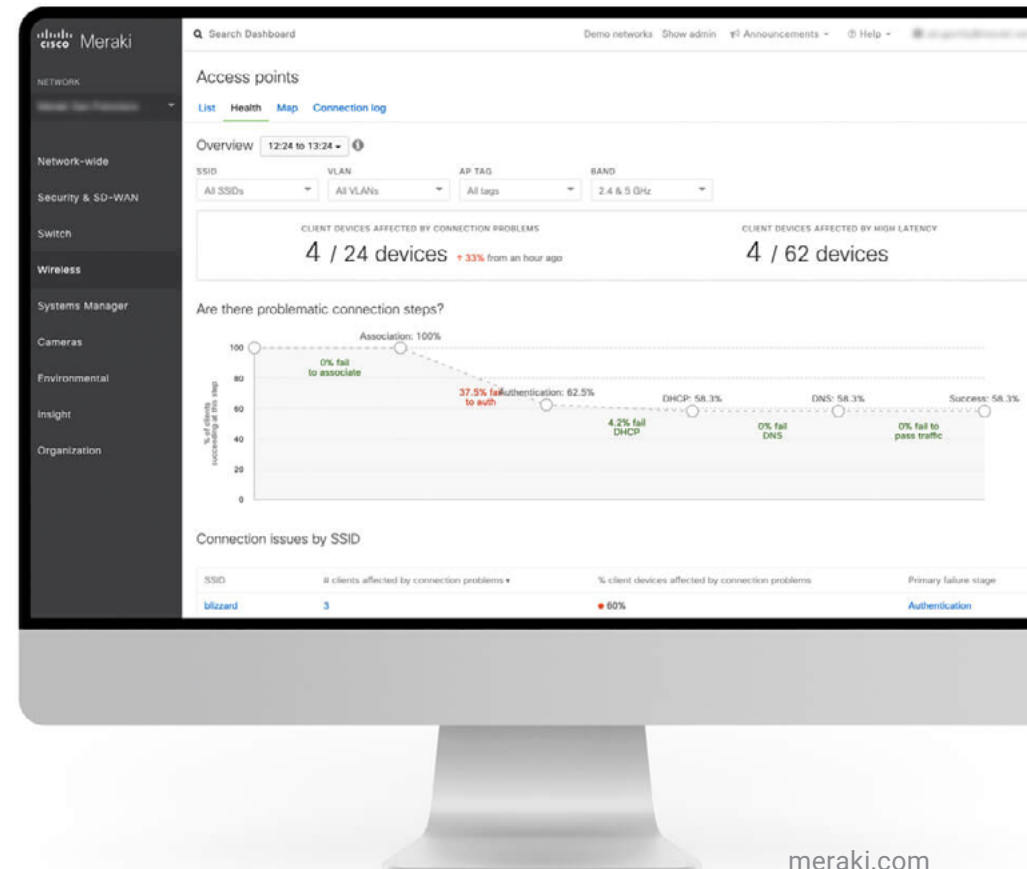 cisco Meraki
Search Dashboard
Demo networks Show admin Announcements Help
NETWORK
Network-wide
Security & SD-WAN
Switch
Wireless
Systems Manager
Cameras
Environmental
Insight
Organization
Access points
List Health Map Connection log
Overview 12:24 to 13:24
SSID VLAN AP TAG BAND
All SSIDs All VLANs All tags 2.4 & 5 GHz
CLIENT DEVICES AFFECTED BY CONNECTION PROBLEMS
4 / 24 devices ↑ 33% from an hour ago
CLIENT DEVICES AFFECTED BY HIGH LATENCY
4 / 62 devices
Are there problematic connection steps?
% of clients
succeeding at this step
100
80
60
40
20
0
Association: 100%
0% fail
to associate
37.5% fail
to auth
Authentication: 62.5%
4.2% fail
DHCP
DHCP: 58.3%
0% fail
DNS
DNS: 58.3%
0% fail to
pass traffic
Success: 58.3%
Connection issues by SSID
SSID # clients affected by connection problems % client devices affected by connection problems Primary failure stage
blizzard 3 60% Authentication
meraki.com